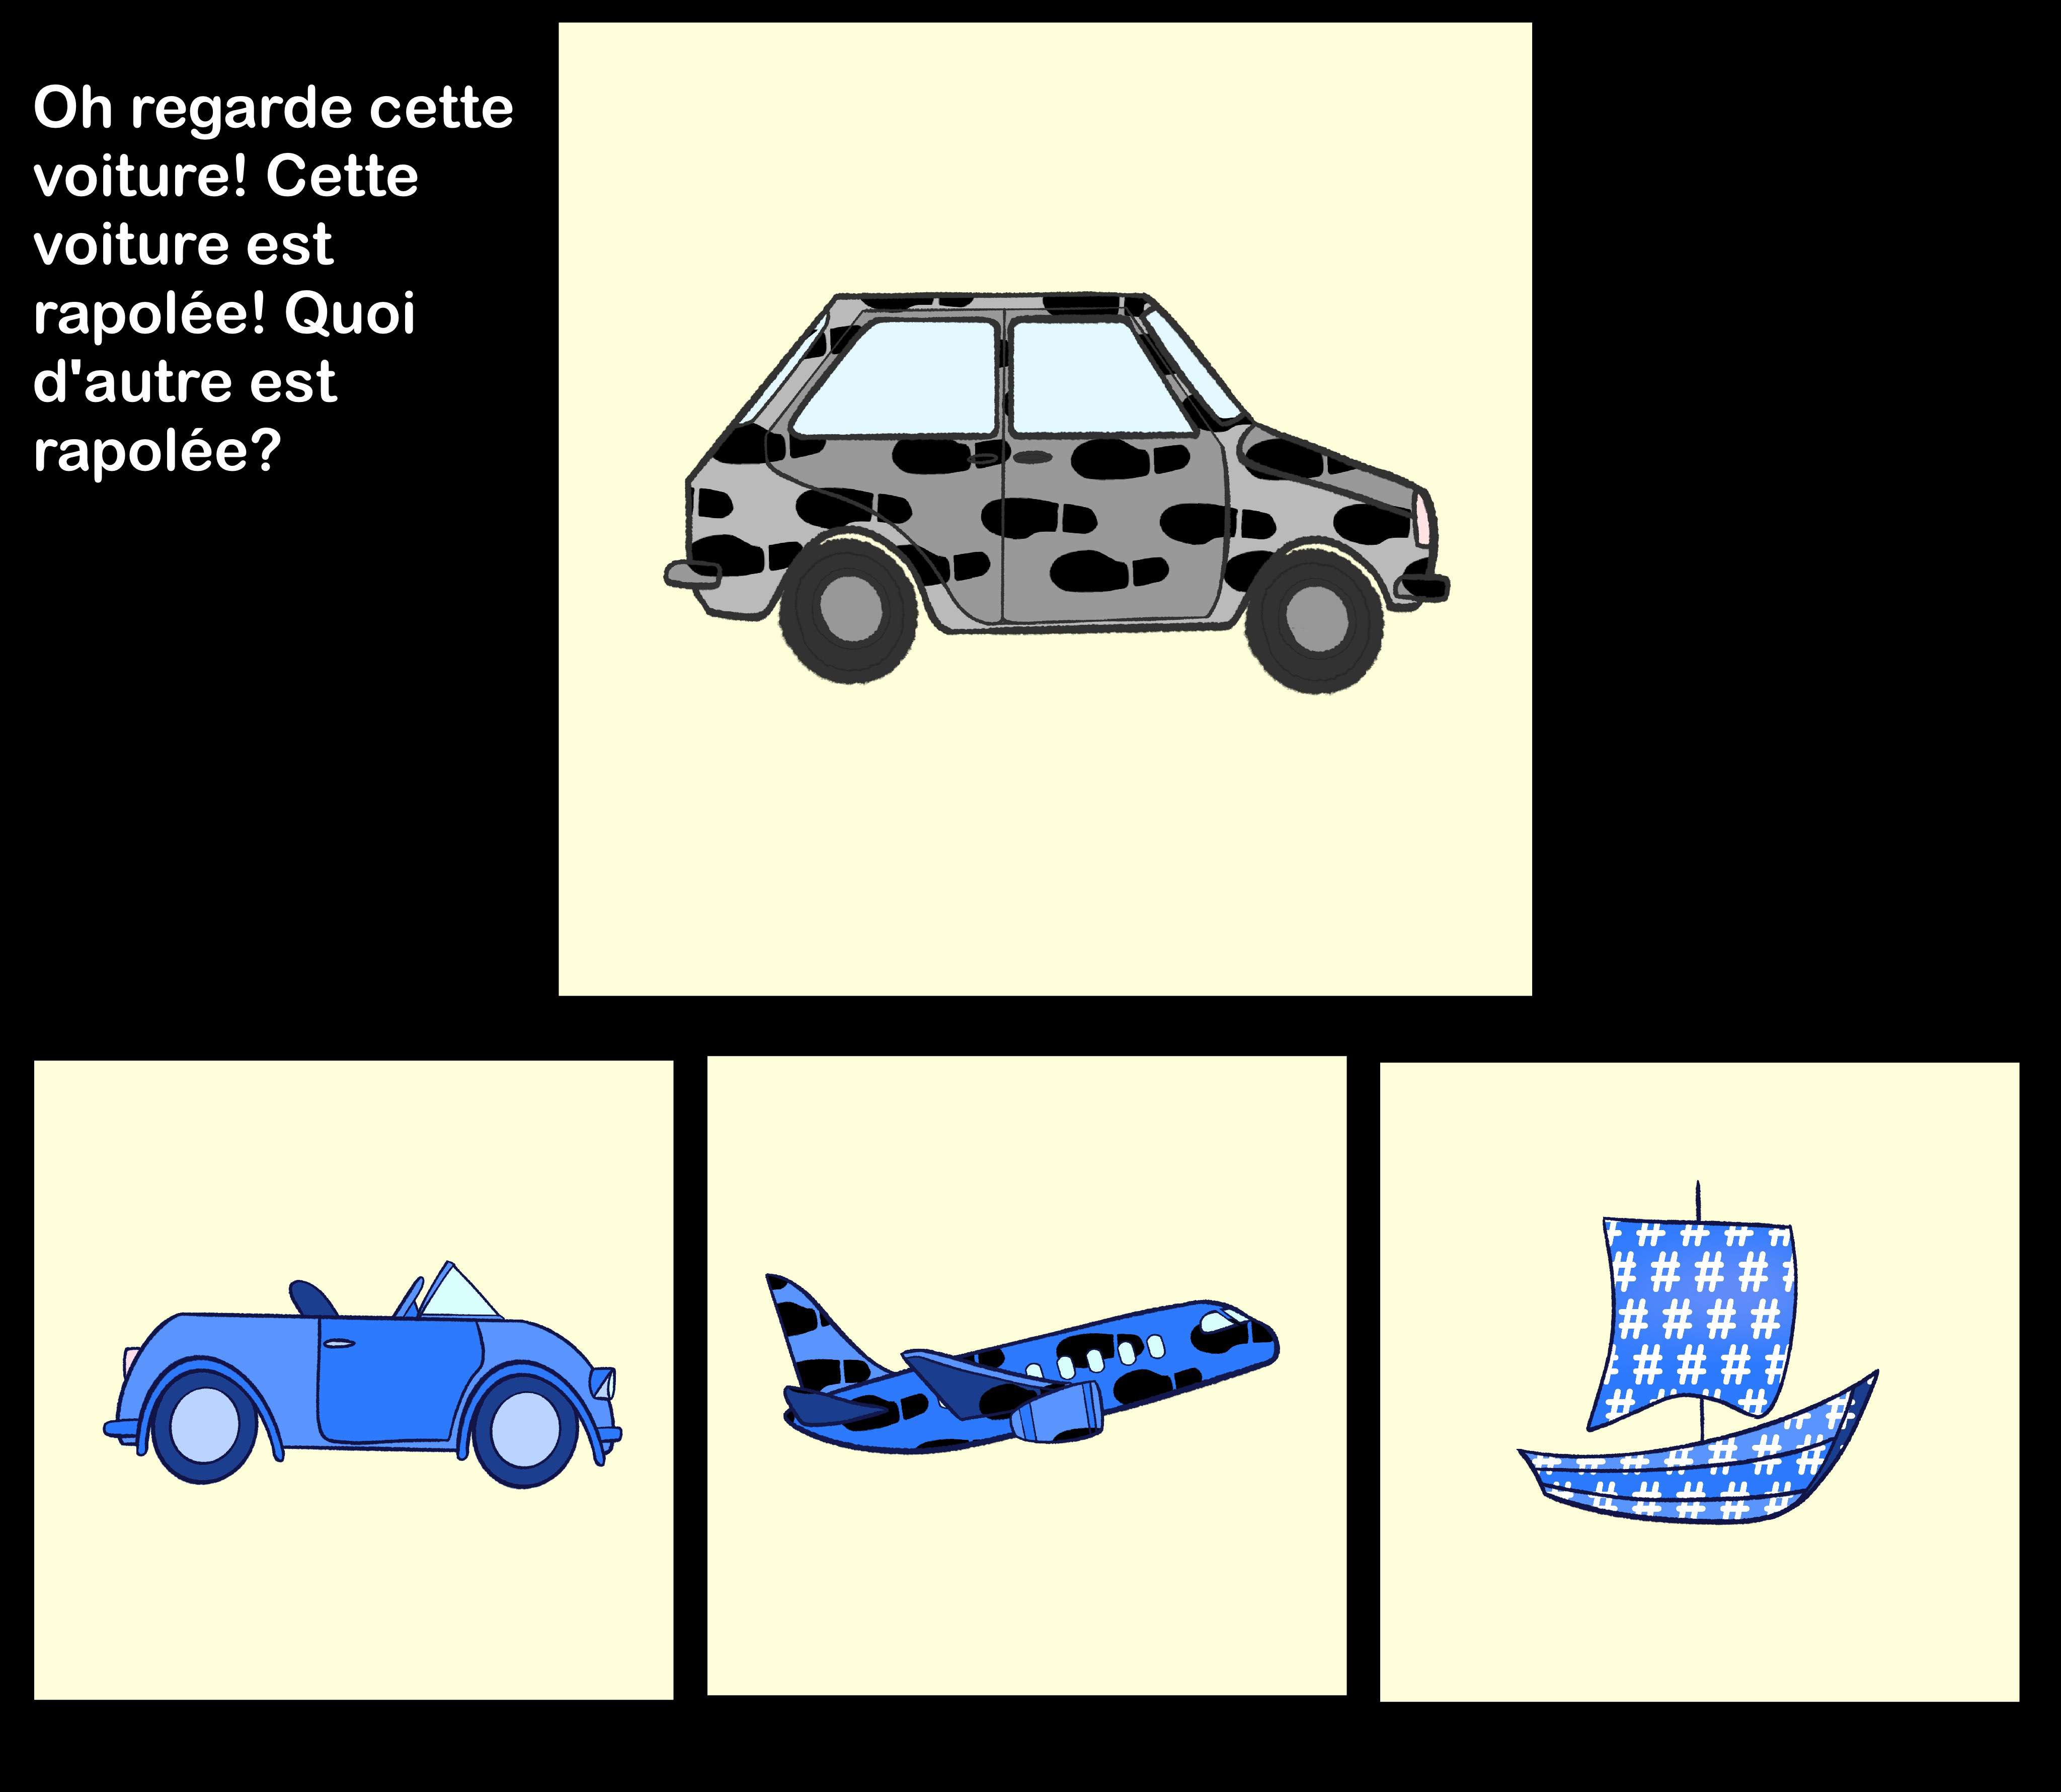 Oh regarde cette
voiture! Cette
voiture est
rapolée! Quoi
d'autre est
rapolée?